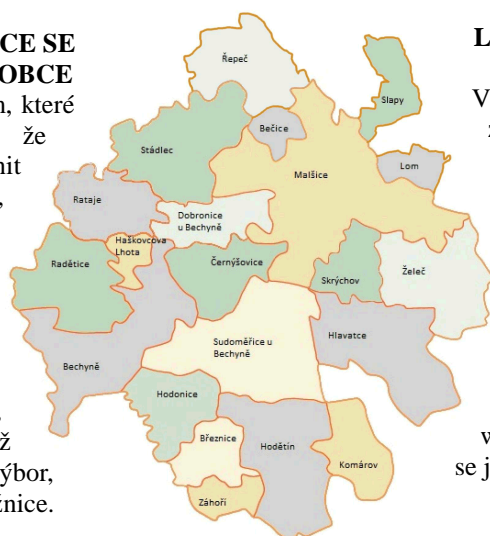 CE SE
OBCE
n, které
že
nit
,
ž
ýbor,
žnice.
Řepeč
Slapy
Bečice
Stádlec
Malšice
Lom
Rataje
Dobronice
u Bechyně
Haškovcova
Lhota
Radětice
Černýšovice
Skrýchov
Želeč
Sudoměřice u
Bechyně
Hlavatce
Bechyně
Hodonice
Březnice
Hodětín
Komárov
Záhoří
L
V
z
w
se j